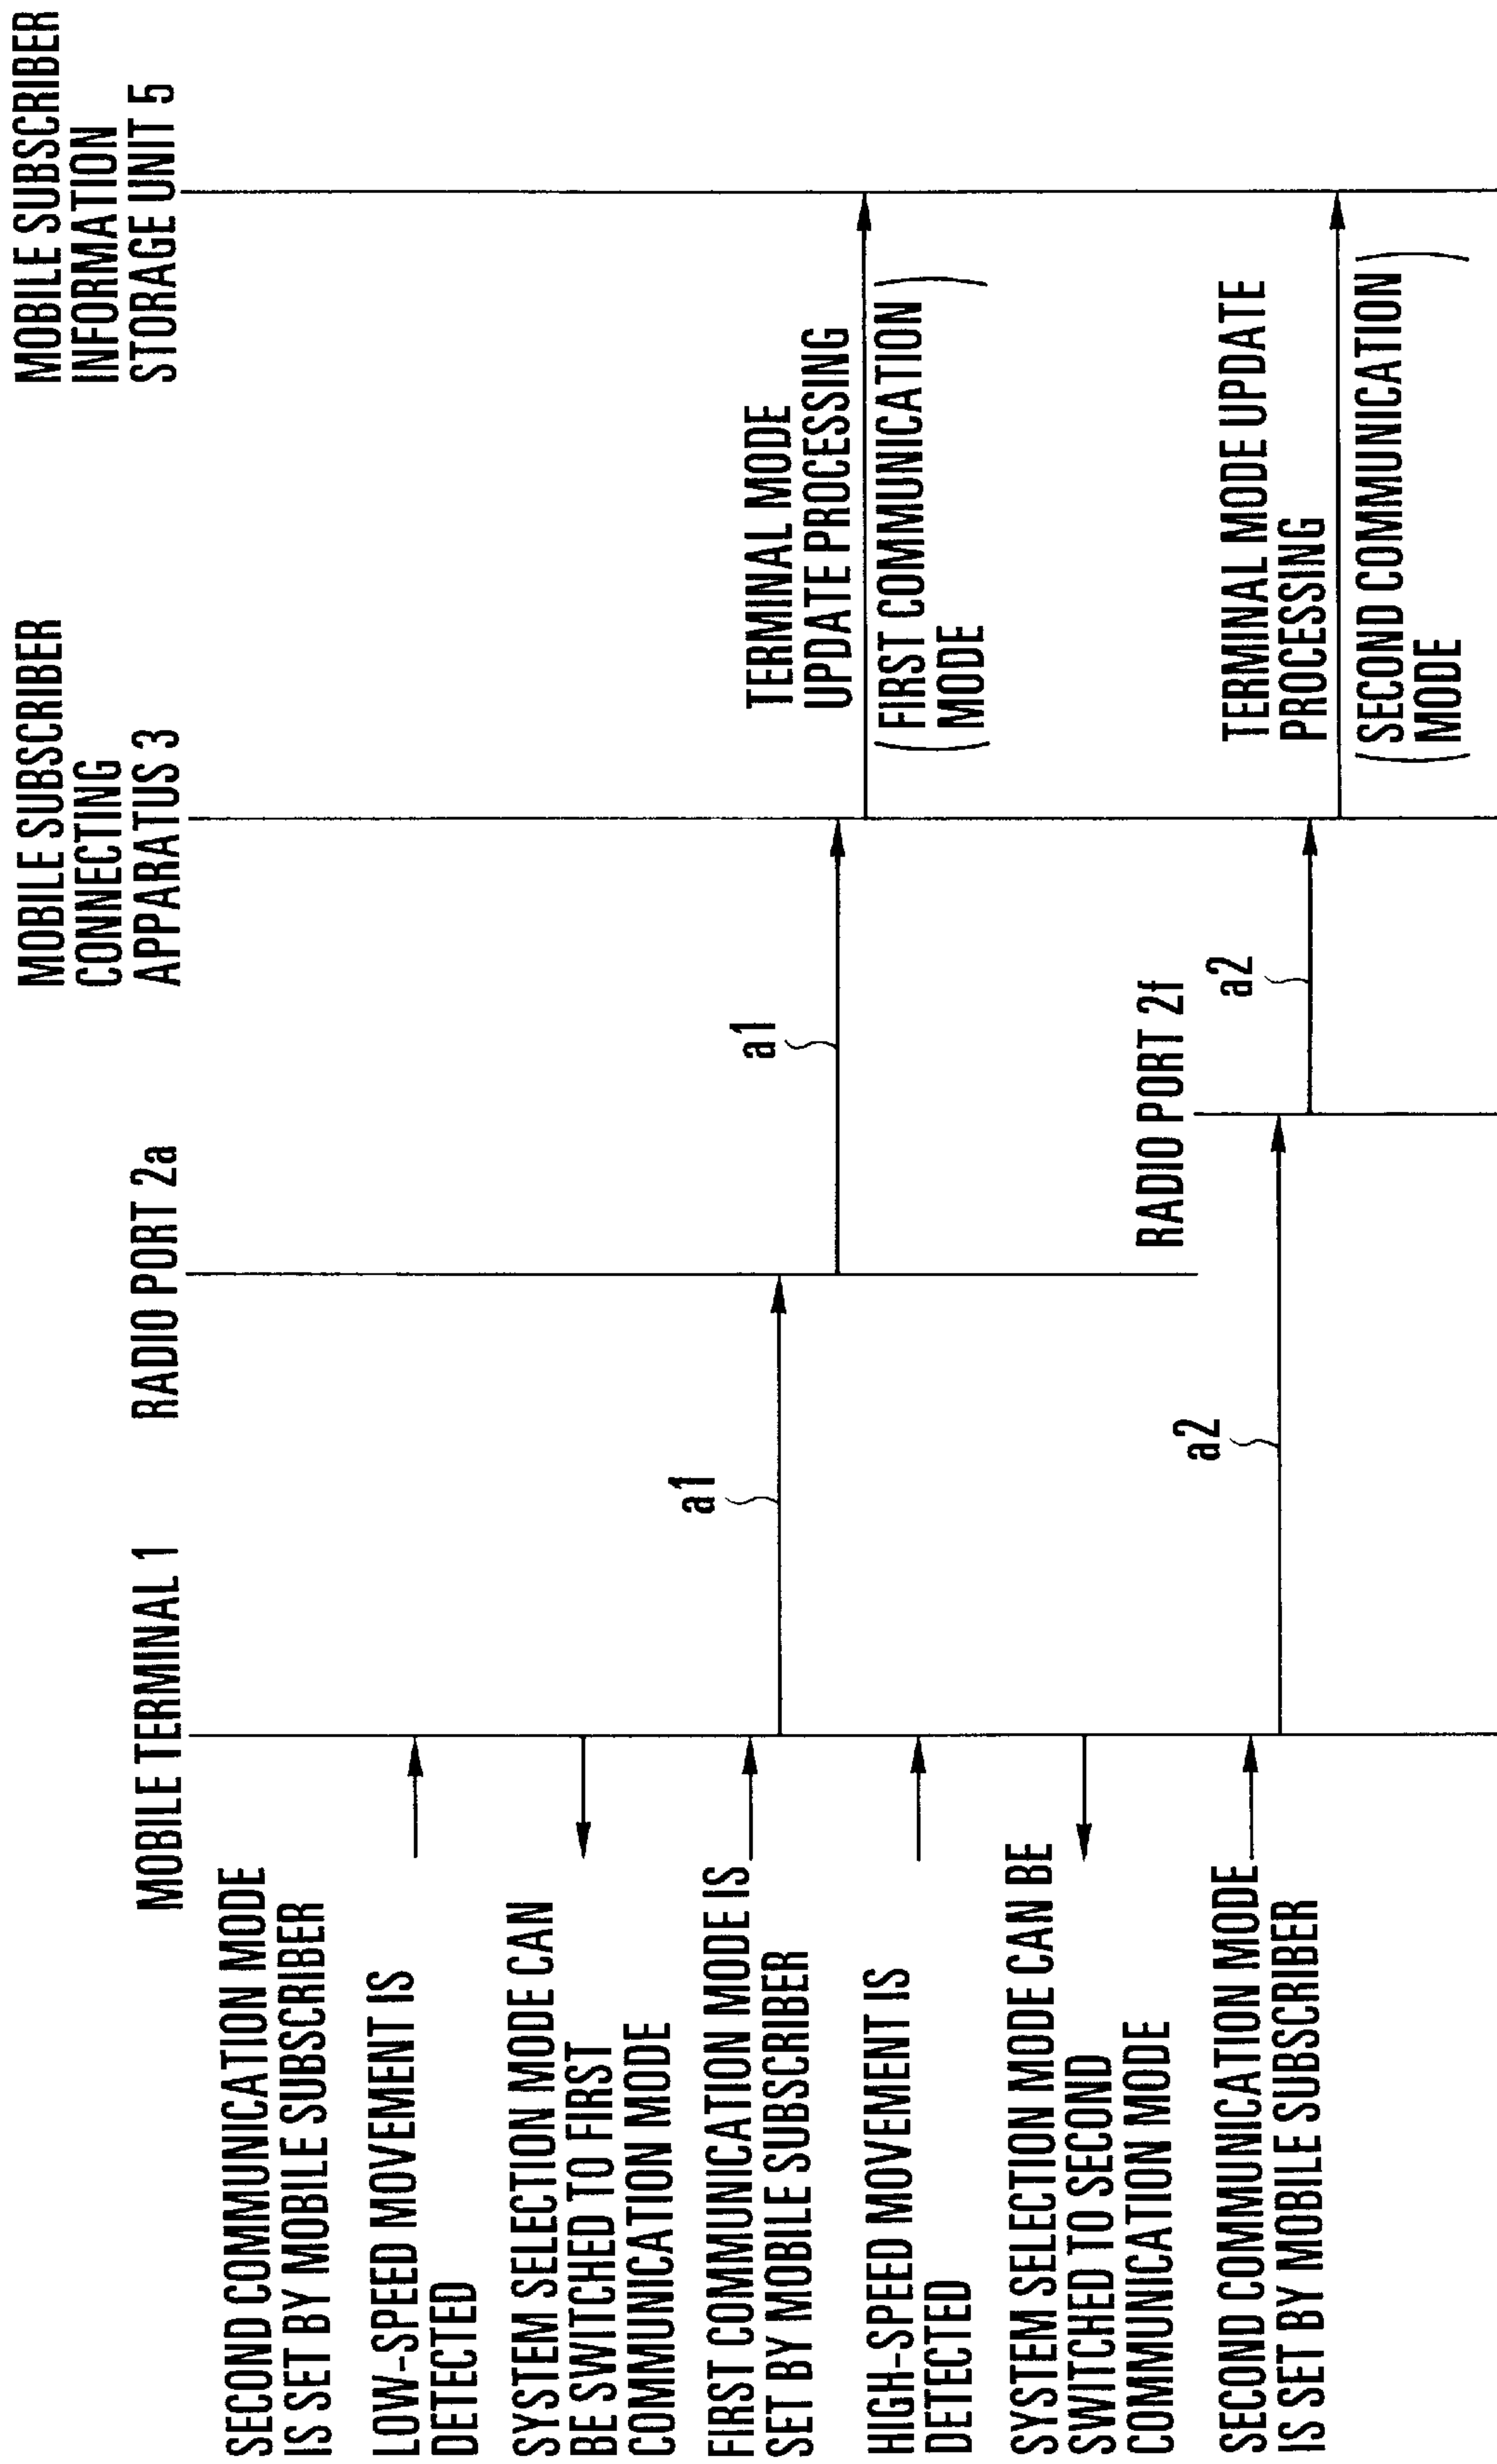 MOBILE TERMINAL 1
RADIO PORT 2a
MOBILE SUBSCRIBER
CONNECTING
APPARATUS 3
MOBILE SUBSCRIBER
INFORMATION
STORAGE UNIT 5
SECOND COMMUNICATION MODE
IS SET BY MOBILE SUBSCRIBER
LOW-SPEED MOVEMENT IS
DETECTED
SYSTEM SELECTION MODE CAN
BE SWITCHED TO FIRST
COMMUNICATION MODE
FIRST COMMUNICATION MODE IS
SET BY MOBILE SUBSCRIBER
a1
a1
TERMINAL MODE
UPDATE PROCESSING
(FIRST COMMUNICATION
MODE)
HIGH-SPEED MOVEMENT IS
DETECTED
SYSTEM SELECTION MODE CAN BE
SWITCHED TO SECOND
COMMUNICATION MODE
RADIO PORT 2f
SECOND COMMUNICATION MODE
IS SET BY MOBILE SUBSCRIBER
a2
a2
TERMINAL MODE UPDATE
PROCESSING
(SECOND COMMUNICATION
MODE)